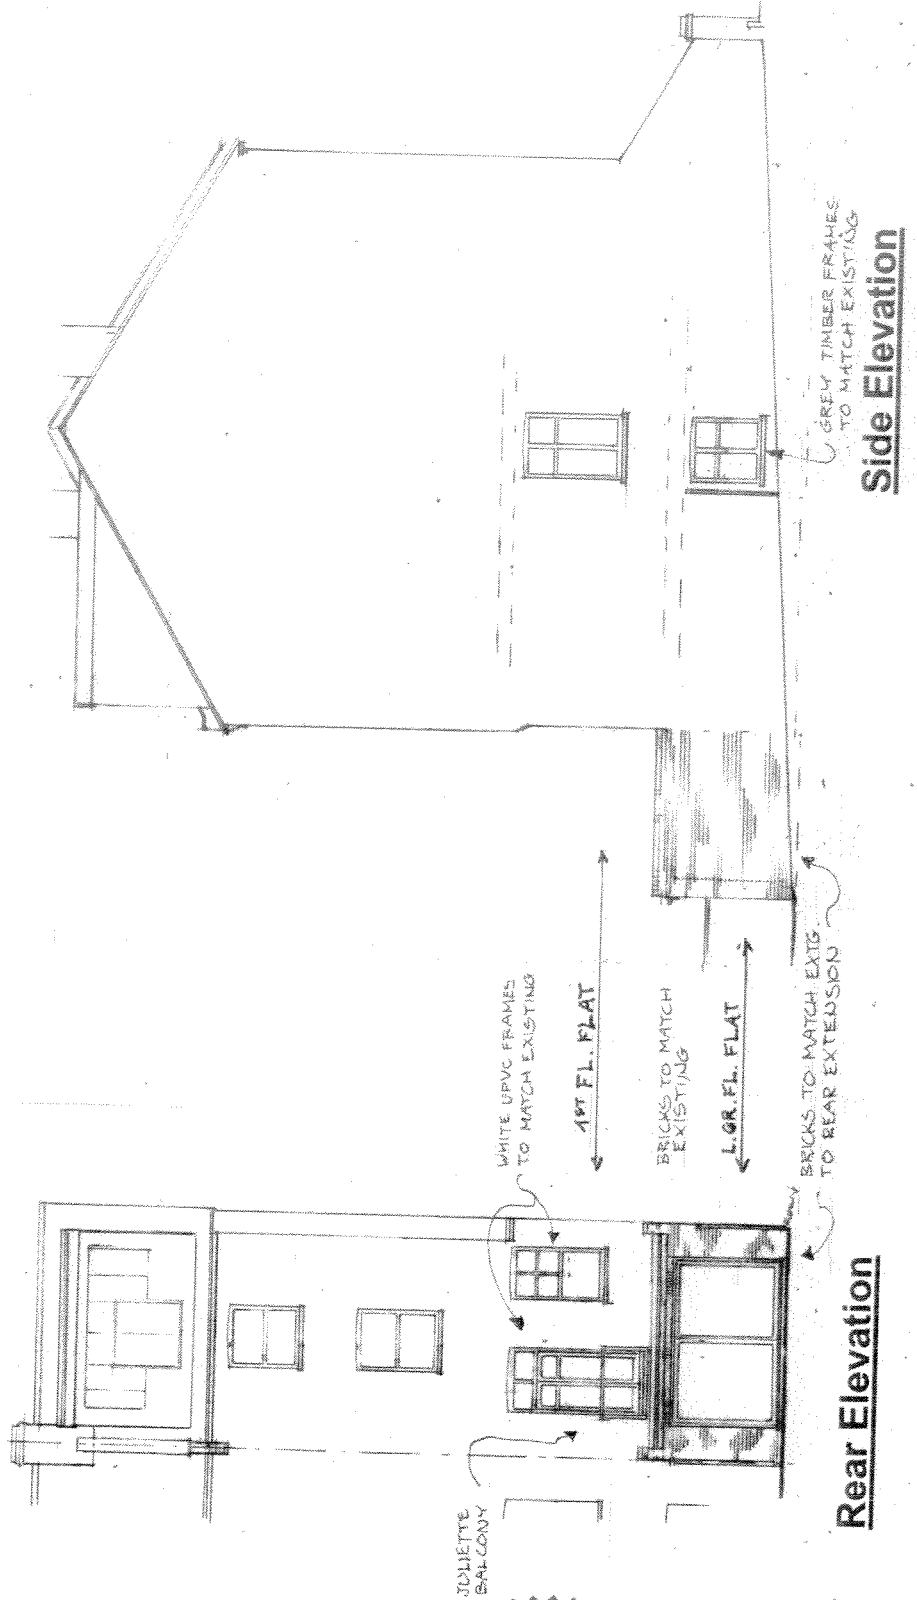 JULIETTE
BALCONY
WHITE UPVC FRAMES
TO MATCH EXISTING
1ST FL. FLAT
BRICKS TO MATCH
EXISTING
L.GR.FL. FLAT
BRICKS TO MATCH EXTG.
TO REAR EXTENSION
GREY TIMBER FRAMES
TO MATCH EXISTING
Rear Elevation
Side Elevation